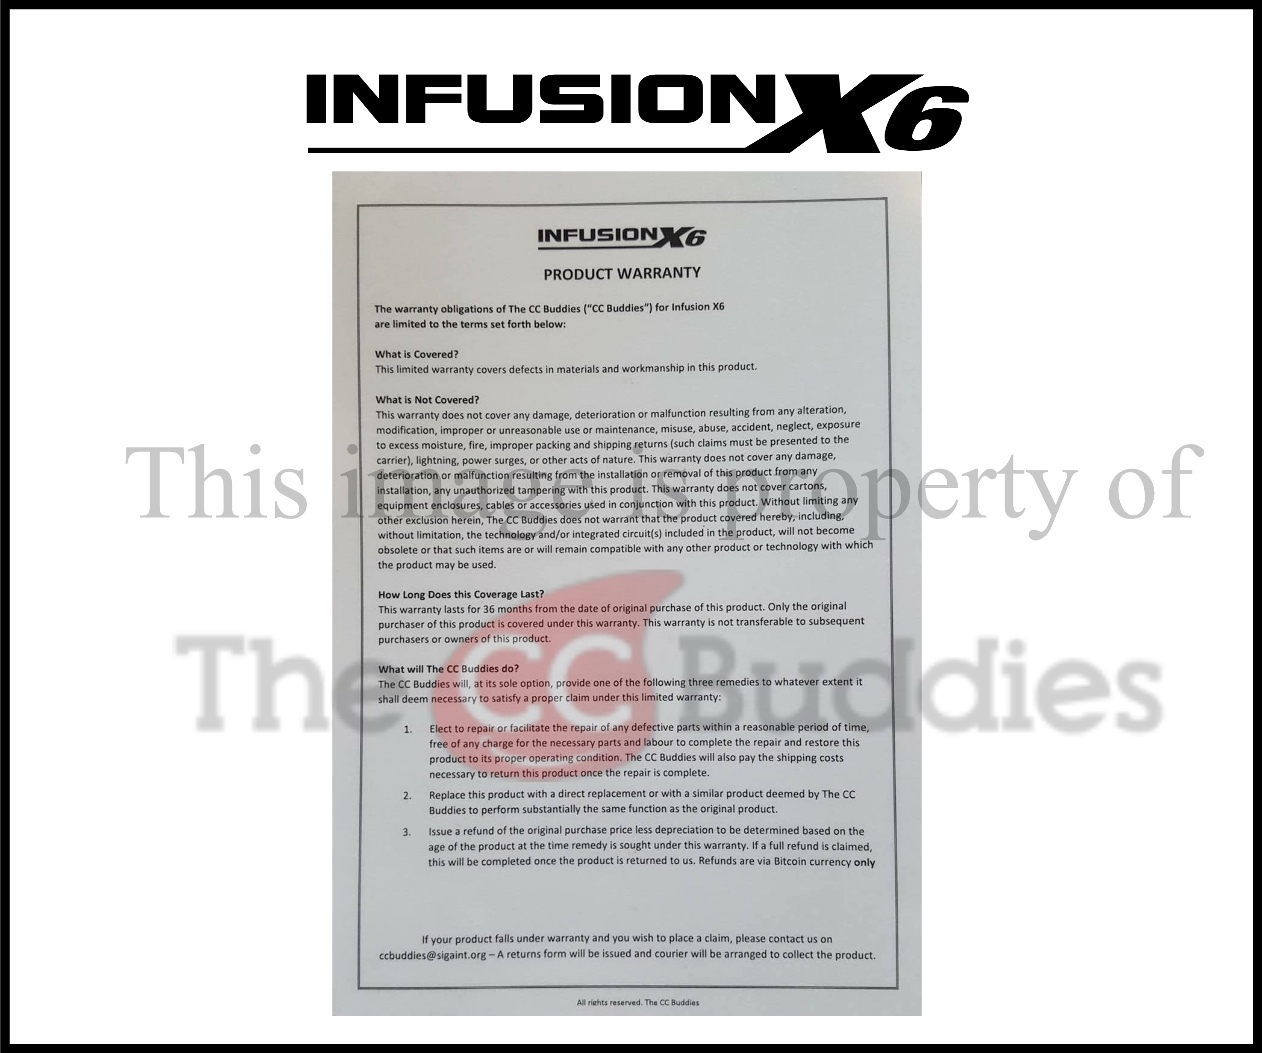 INFUSION X6
INFUSIONX6
PRODUCT WARRANTY
The warranty obligations of The CC Buddies ("CC Buddies") for Infusion X6
are limited to the terms set forth below:
What is Covered?
This limited warranty covers defects in materials and workmanship in this product.
What is Not Covered?
This warranty does not cover any damage, deterioration or malfunction resulting from any alteration,
modification, improper or unreasonable use or maintenance, misuse, abuse, accident, neglect, exposure
to excess moisture, fire, improper packing and shipping returns (such claims must be presented to the
carrier), lightning, power surges, or other acts of nature. This warranty does not cover any damage,
deterioration or malfunction resulting from the installation or removal of this product from any
installation, any unauthorized tampering with this product. This warranty does not cover cartons,
equipment enclosures, cables or accessories used in conjunction with this product. Without limiting any
other exclusion herein, The CC Buddies does not warrant that the product covered hereby, including,
without limitation, the technology and/or integrated circuit(s) included in the product, will not become
obsolete or that such items are or will remain compatible with any other product or technology with which
the product may be used.
How Long Does this Coverage Last?
This warranty lasts for 36 months from the date of original purchase of this product. Only the original
purchaser of this product is covered under this warranty. This warranty is not transferable to subsequent
purchasers or owners of this product.
What will The CC Buddies do?
The CC Buddies will, at its sole option, provide one of the following three remedies to whatever extent it
shall deem necessary to satisfy a proper claim under this limited warranty:
1. Elect to repair or facilitate the repair of any defective parts within a reasonable period of time,
free of any charge for the necessary parts and labour to complete the repair and restore this
product to its proper operating condition. The CC Buddies will also pay the shipping costs
necessary to return this product once the repair is complete.
2. Replace this product with a direct replacement or with a similar product deemed by The CC
Buddies to perform substantially the same function as the original product.
3. Issue a refund of the original purchase price less depreciation to be determined based on the
age of the product at the time remedy is sought under this warranty. If a full refund is claimed,
this will be completed once the product is returned to us. Refunds are via Bitcoin currency only
If your product falls under warranty and you wish to place a claim, please contact us on
ccbuddies@sigaint.org – A returns form will be issued and courier will be arranged to collect the product.
All rights reserved. The CC Buddies
This image is property of
The CC Buddies